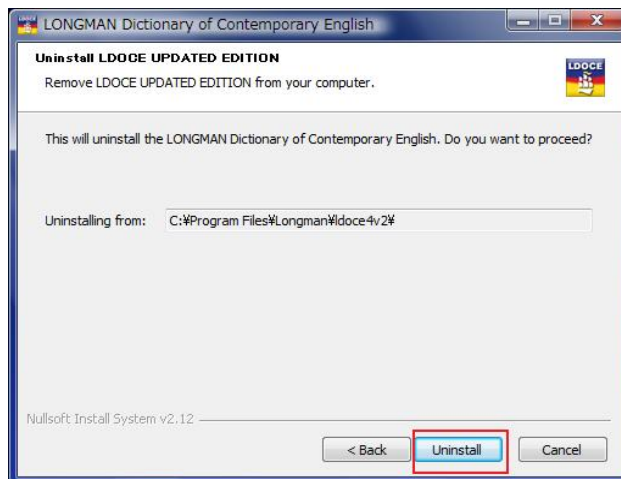 LONGMAN Dictionary of Contemporary English
Uninstall LDOCE UPDATED EDITION
LDOCE
Remove LDOCE UPDATED EDITION from your computer.
This will uninstall the LONGMAN Dictionary of Contemporary English. Do you want to proceed?
Uninstalling from: C:¥Program Files¥Longman¥ldoce4v2¥
Nullsoft Install System v2.12
< Back Uninstall Cancel